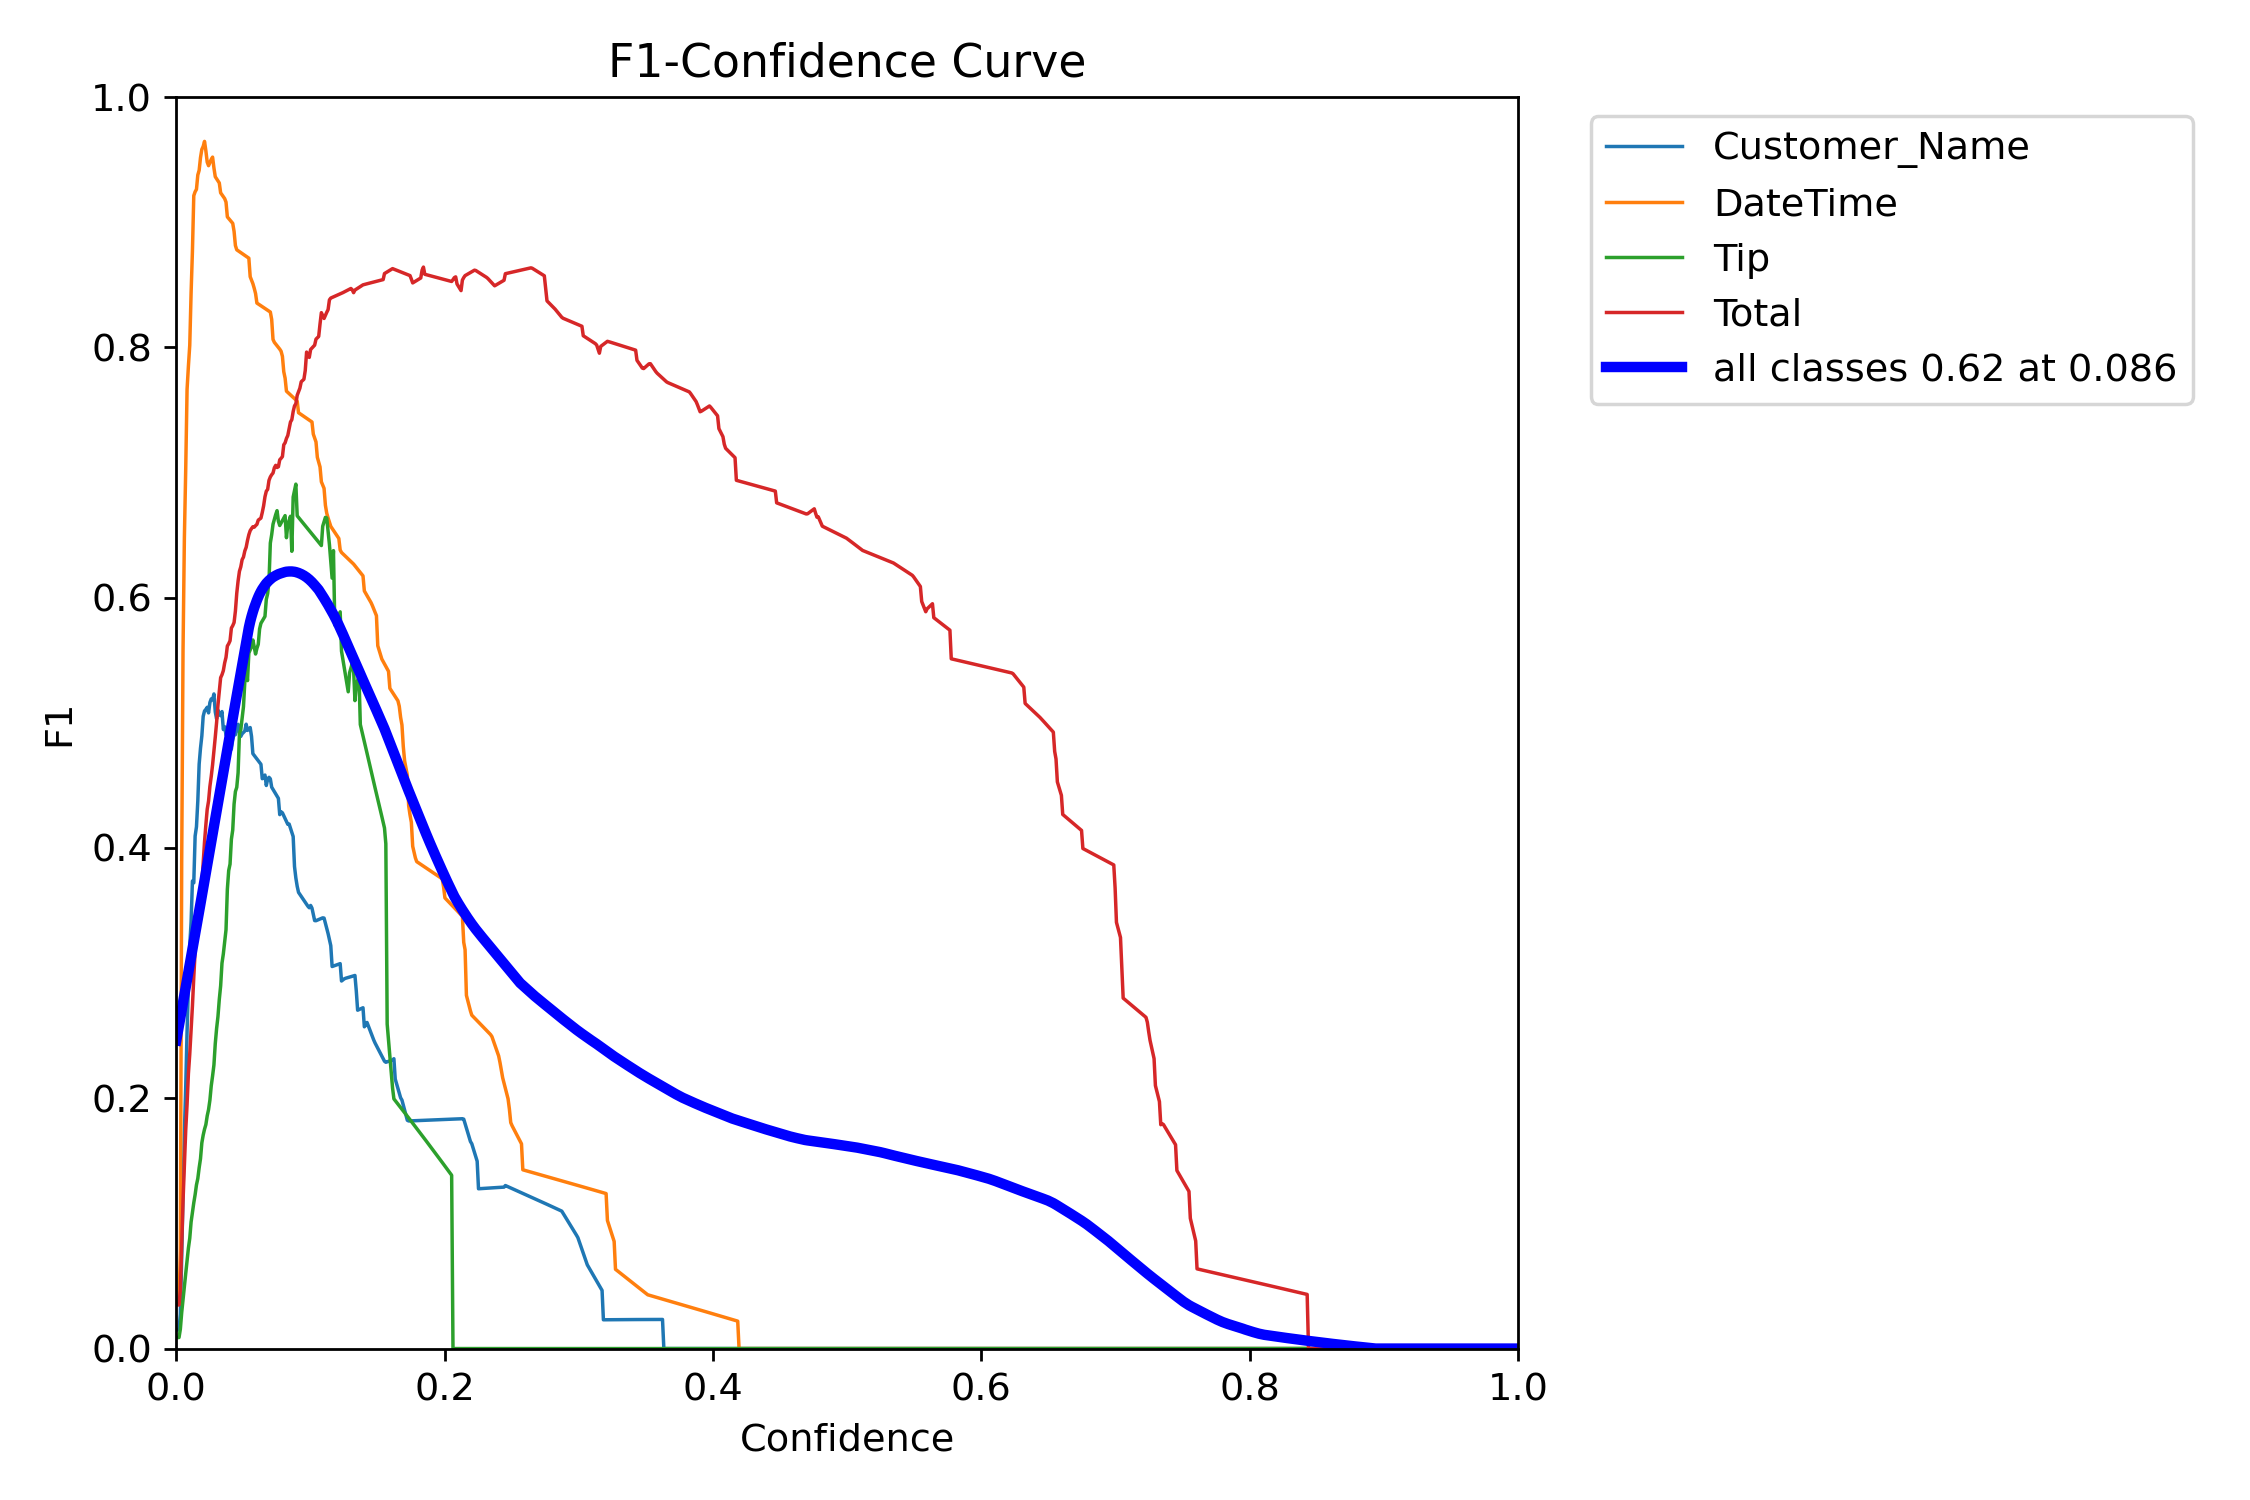 F1-Confidence Curve
1.0
0.8
0.6
0.4
0.2
0.0
F1
0.0 0.2 0.4 0.6 0.8 1.0
Confidence
Customer_Name
DateTime
Tip
Total
all classes 0.62 at 0.086